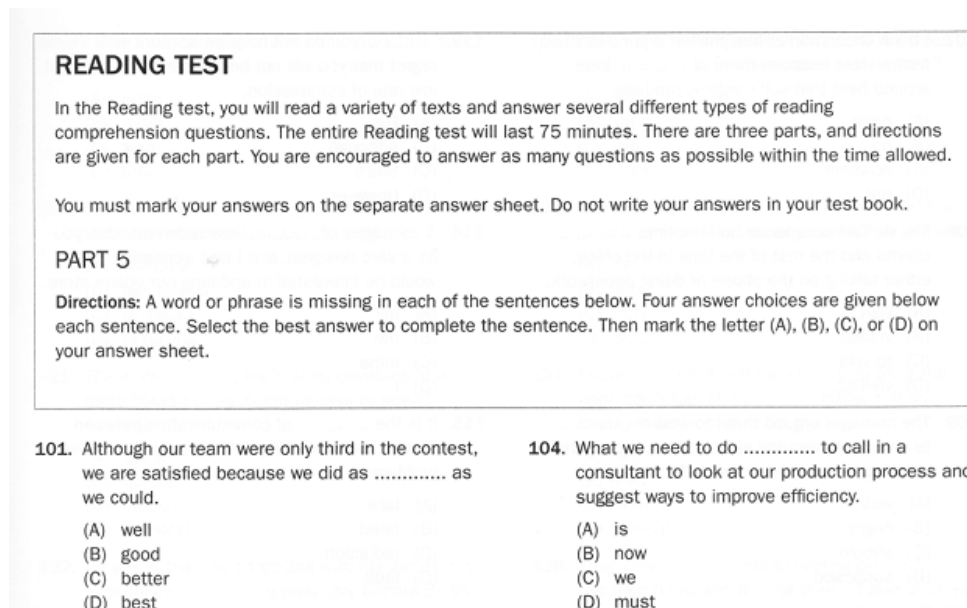 READING TEST
In the Reading test, you will read a variety of texts and answer several different types of reading
comprehension questions. The entire Reading test will last 75 minutes. There are three parts, and directions
are given for each part. You are encouraged to answer as many questions as possible within the time allowed.
You must mark your answers on the separate answer sheet. Do not write your answers in your test book.
PART 5
Directions: A word or phrase is missing in each of the sentences below. Four answer choices are given below
each sentence. Select the best answer to complete the sentence. Then mark the letter (A), (B), (C), or (D) on
your answer sheet.
101. Although our team were only third in the contest,
we are satisfied because we did as ............. as
we could.
(A) well
(B) good
(C) better
(D) best
104. What we need to do ............. to call in a
consultant to look at our production process and
suggest ways to improve efficiency.
(A) is
(B) now
(C) we
(D) must